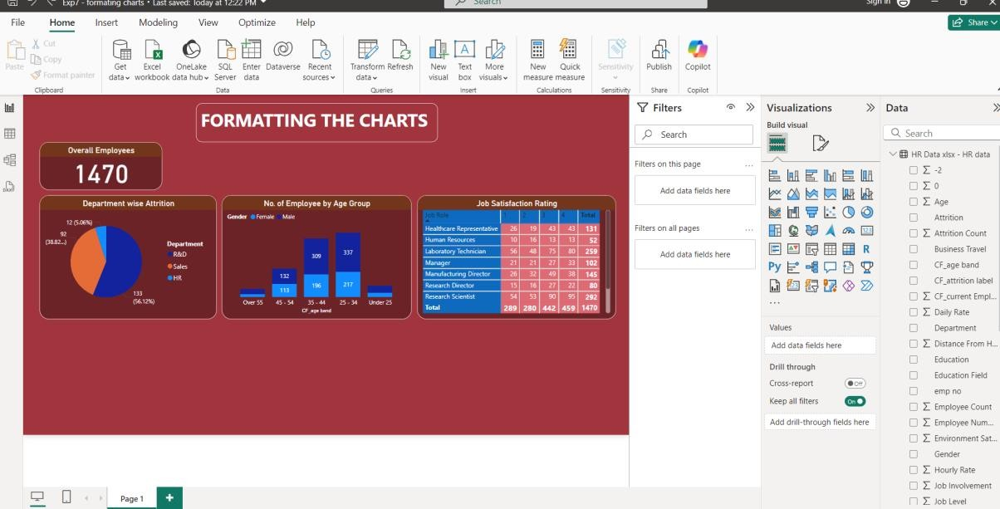 Exp7 - formating charts • Last saved: Today at 12:22 PM
Search
Sign in
File Home Insert Modeling View Optimize Help
Share
Paste
Cut
Copy
Format painter
Clipboard
Get data
Excel workbook
OneLake data hub
SQL Server
Enter data
Dataverse
Recent sources
Data
Transform data
Refresh
Queries
New visual
Text box
More visuals
Insert
New measure
Quick measure
Calculations
Sensitivity
Sensitivity
Publish
Share
Copilot
Copilot
FORMATTING THE CHARTS
Overall Employees
1470
Department wise Attrition
12 (5.06%)
92
(38.82...)
133
(56.12%)
Department
R&D
Sales
HR
No. of Employee by Age Group
Gender Female Male
132
113
309
196
337
217
Over 55 45 - 54 35 - 44 25 - 34 Under 25
CF_age band
Job Satisfaction Rating
Job Role 1 2 3 4 Total
Healthcare Representative 26 19 43 43 131
Human Resources 10 16 13 13 52
Laboratory Technician 56 48 75 80 259
Manager 21 21 27 33 102
Manufacturing Director 26 32 49 38 145
Research Director 15 16 27 22 80
Research Scientist 54 53 90 95 292
Total 289 280 442 459 1470
Filters
Search
Filters on this page ...
Add data fields here
Filters on all pages ...
Add data fields here
Visualizations
Build visual
R
Py
...
Values
Add data fields here
Drill through
Cross-report Off
Keep all filters On
Add drill-through fields here
Data
Search
HR Data xlsx - HR data
Σ -2
Σ 0
Σ Age
Attrition
Σ Attrition Count
Business Travel
CF_age band
CF_attrition label
Σ CF_current Empl...
Σ Daily Rate
Department
Σ Distance From H...
Education
Education Field
emp no
Σ Employee Count
Σ Employee Num...
Σ Environment Sat...
Gender
Σ Hourly Rate
Σ Job Involvement
Σ Job Level
Page 1
+